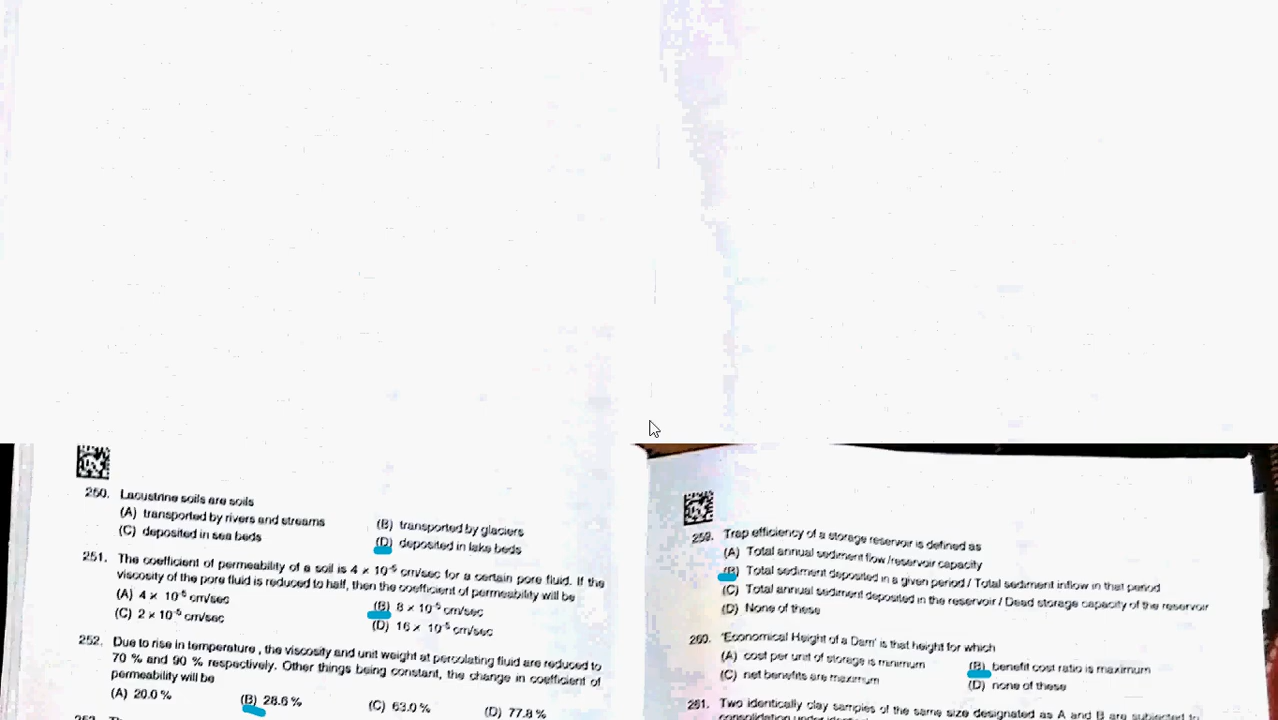 250. Lacustrine soils are soils
(A) transported by rivers and streams
(B) transported by glaciers
(C) deposited in sea beds
(D) deposited in lake beds
251. The coefficient of permeability of a soil is 4 × 10⁻⁵ cm/sec for a certain pore fluid. If the
viscosity of the pore fluid is reduced to half, then the coefficient of permeability will be
(A) 4 × 10⁻⁵ cm/sec
(B) 8 × 10⁻⁵ cm/sec
(C) 2 × 10⁻⁵ cm/sec
(D) 16 × 10⁻⁵ cm/sec
252. Due to rise in temperature , the viscosity and unit weight at percolating fluid are reduced to
70 % and 90 % respectively. Other things being constant, the change in coefficient of
permeability will be
(A) 20.0 %
(B) 28.6 %
(C) 63.0 %
(D) 77.8 %
259. Trap efficiency of a storage reservoir is defined as
(A) Total annual sediment flow /reservoir capacity
(B) Total sediment deposited in a given period / Total sediment inflow in that period
(C) Total annual sediment deposited in the reservoir / Dead storage capacity of the reservoir
(D) None of these
260. 'Economical Height of a Dam' is that height for which
(A) cost per unit of storage is minimum
(B) benefit cost ratio is maximum
(C) net benefits are maximum
(D) none of these
261. Two identically clay samples of the same size designated as A and B are subjected to
consolidation under